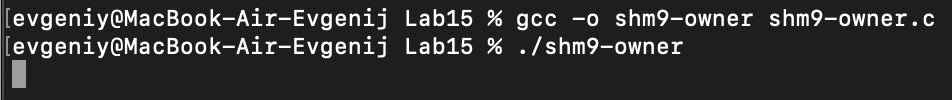 [evgeniy@MacBook-Air-Evgenij Lab15 % gcc -o shm9-owner shm9-owner.c
[evgeniy@MacBook-Air-Evgenij Lab15 % ./shm9-owner